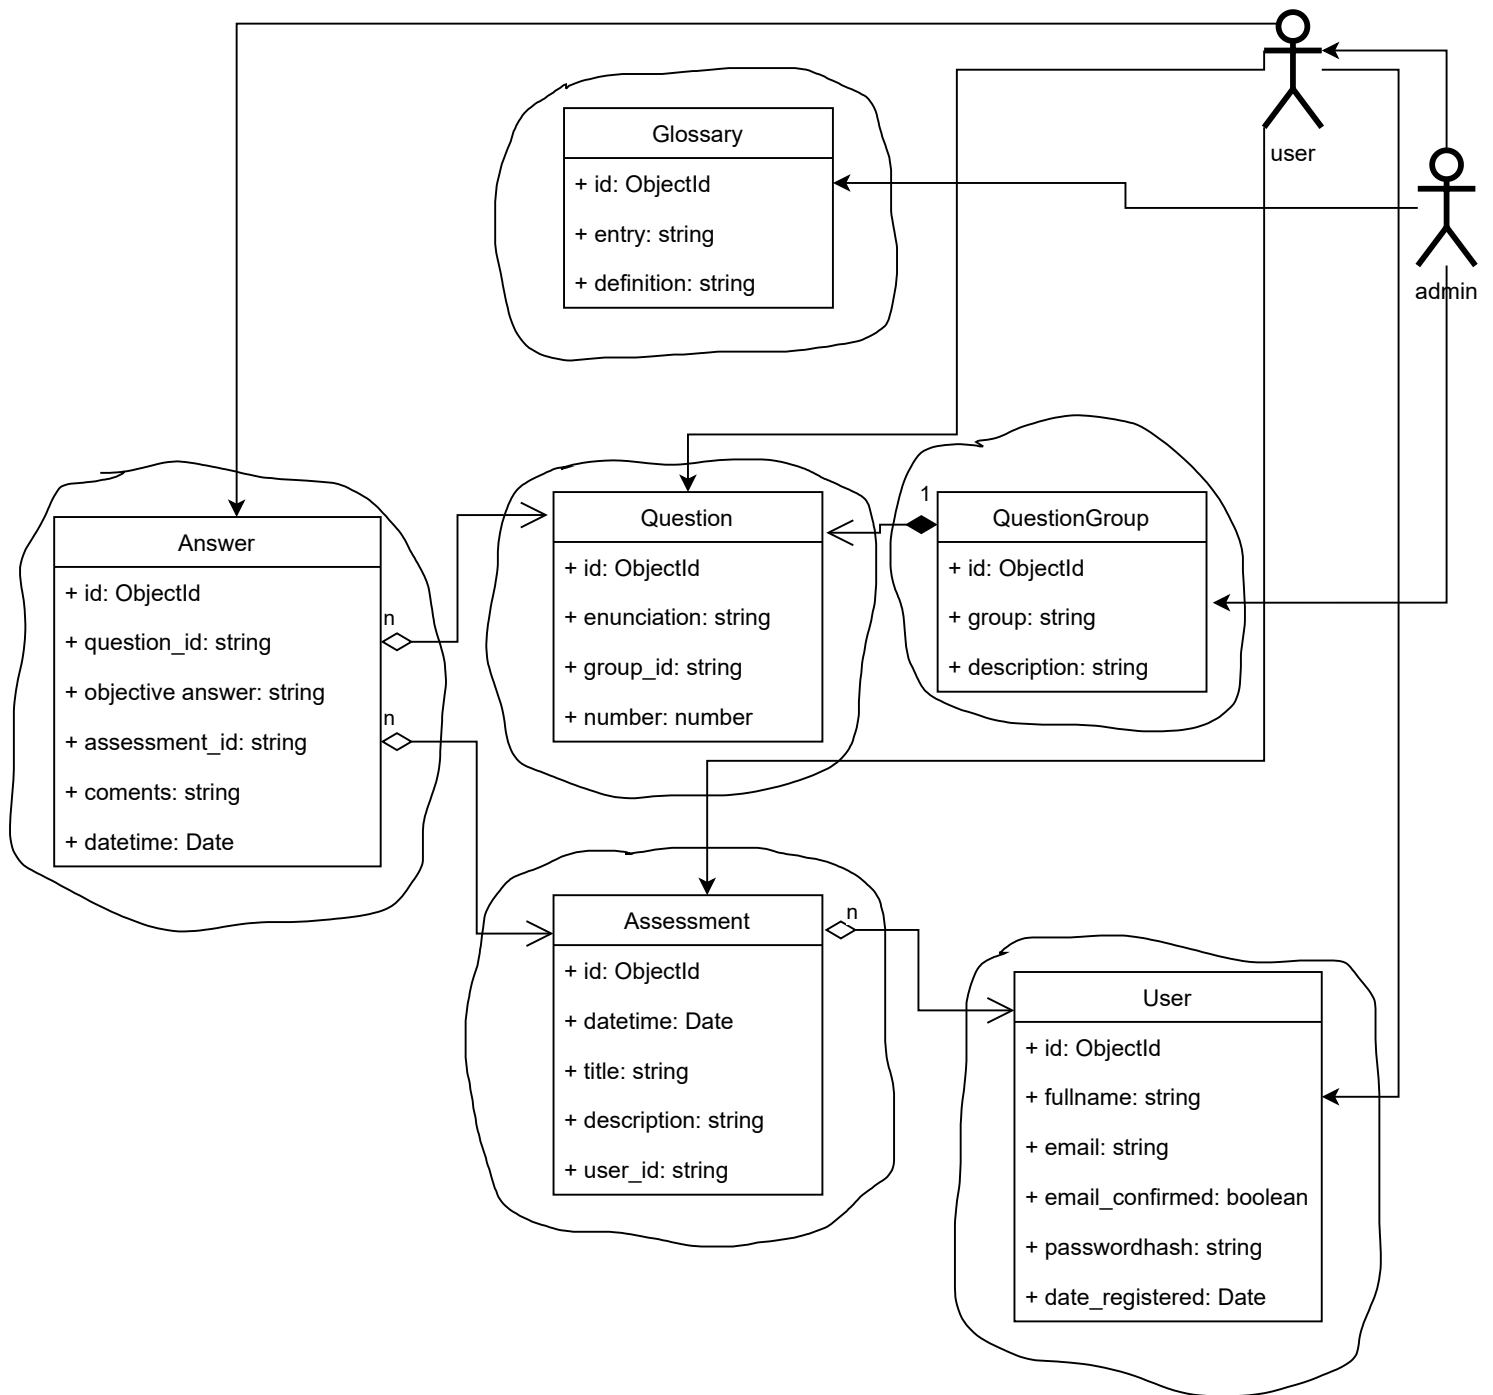 user
admin
Glossary
+ id: ObjectId
+ entry: string
+ definition: string
Answer
+ id: ObjectId
+ question_id: string
+ objective answer: string
+ assessment_id: string
+ coments: string
+ datetime: Date
n
n
Question
+ id: ObjectId
+ enunciation: string
+ group_id: string
+ number: number
1
QuestionGroup
+ id: ObjectId
+ group: string
+ description: string
Assessment
+ id: ObjectId
+ datetime: Date
+ title: string
+ description: string
+ user_id: string
n
User
+ id: ObjectId
+ fullname: string
+ email: string
+ email_confirmed: boolean
+ passwordhash: string
+ date_registered: Date